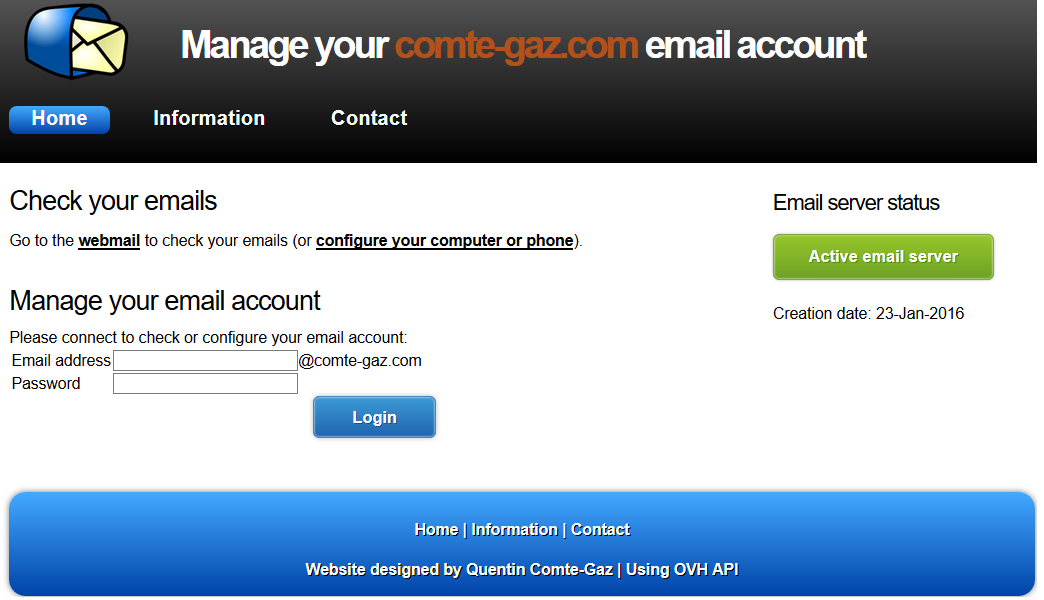 Manage your comte-gaz.com email account
Home Information Contact
Check your emails
Go to the webmail to check your emails (or configure your computer or phone).
Manage your email account
Please connect to check or configure your email account:
Email address @comte-gaz.com
Password
Login
Email server status
Active email server
Creation date: 23-Jan-2016
Home | Information | Contact
Website designed by Quentin Comte-Gaz | Using OVH API